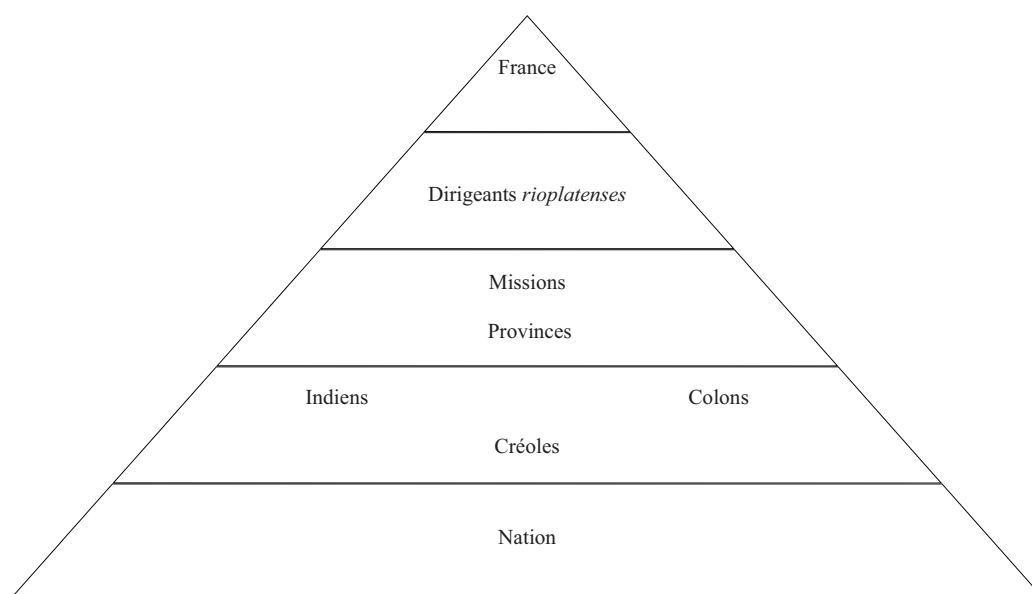 France
Dirigeants rioplatenses
Missions
Provinces
Indiens Colons
Créoles
Nation